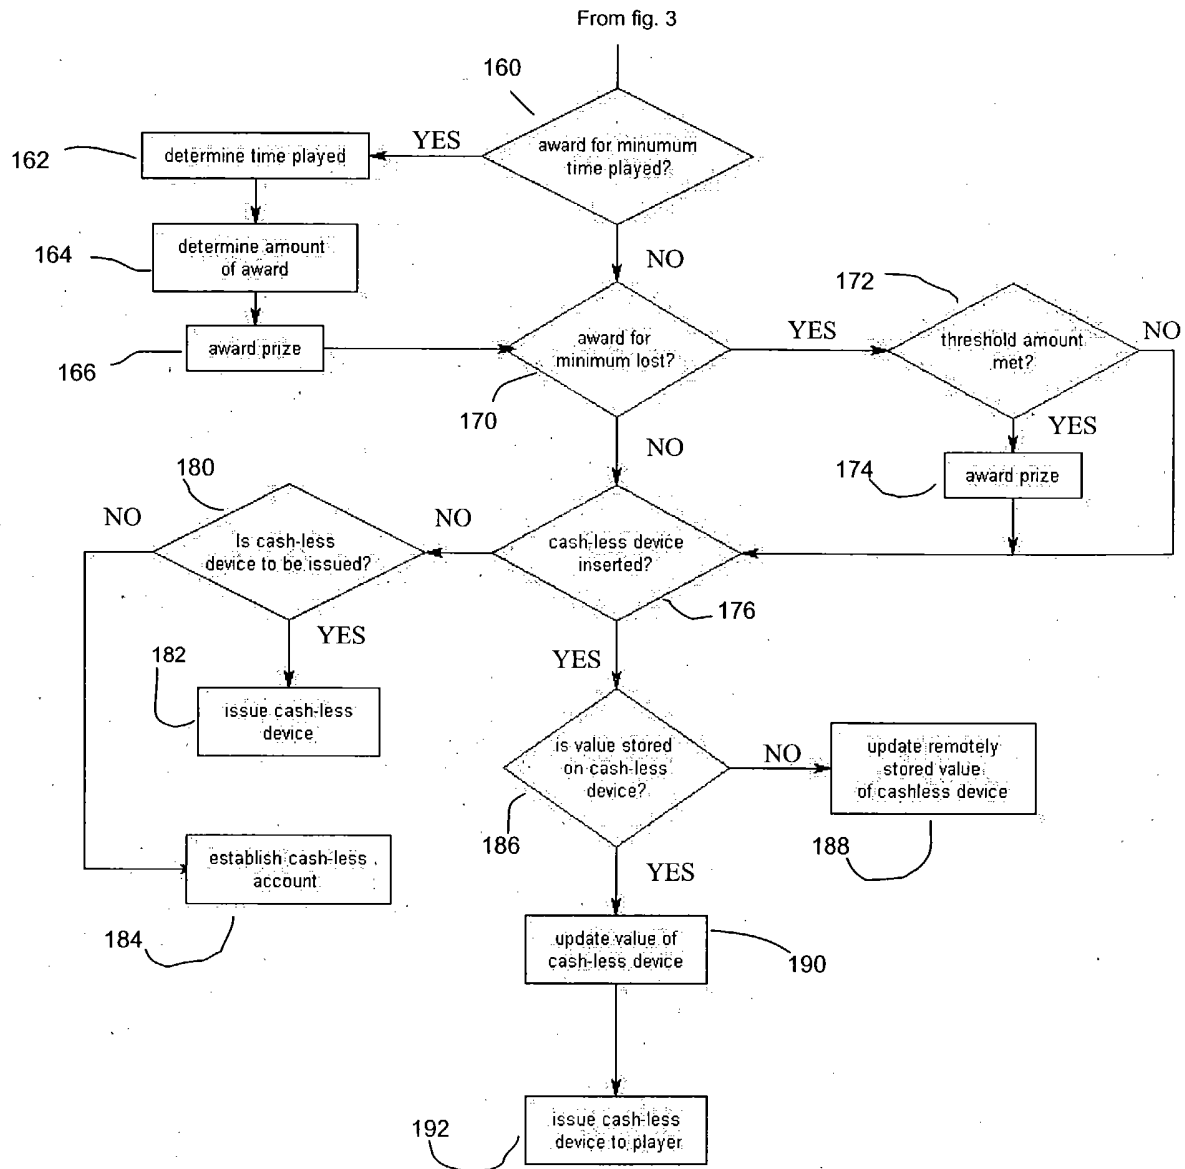 From fig. 3
160
award for minumum
time played?
YES
162
determine time played
164
determine amount
of award
NO
172
166
award prize
award for
minimum lost?
170
YES
threshold amount
met?
NO
YES
174
award prize
NO
180
NO
Is cash-less
device to be issued?
NO
cash-less device
inserted?
176
YES
182
issue cash-less
device
YES
is value stored
on cash-less
device?
186
NO
update remotely
stored value
of cashless device
188
establish cash-less
account
184
YES
update value of
cash-less device
190
192
issue cash-less
device to player